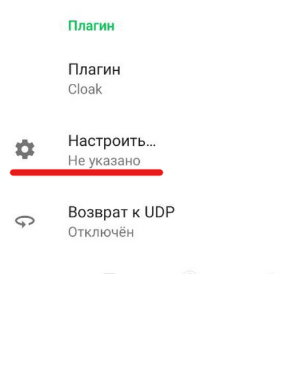 Плагин
Плагин
Cloak
Настроить...
Не указано
Возврат к UDP
Отключён